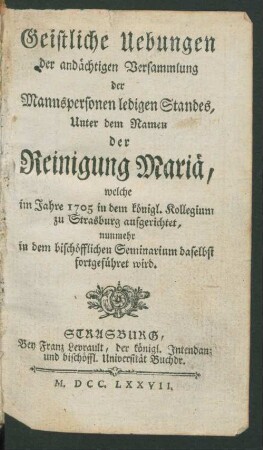 Geistliche Uebungen
der andächtigen Versammlung
der
Mannspersonen ledigen Standes,
Unter dem Namen
der
Reinigung Mariä,
welche
im Jahre 1705 in dem königl. Kollegium
zu Strasburg aufgerichtet,
nunmehr
in dem bischöfflichen Seminarium daselbst
fortgeführet wird.
STRASBURG,
Bey Franz Levrault, der königl. Intendanz
und bischöffl. Universität Buchdr.
M. DCC. LXXVII.